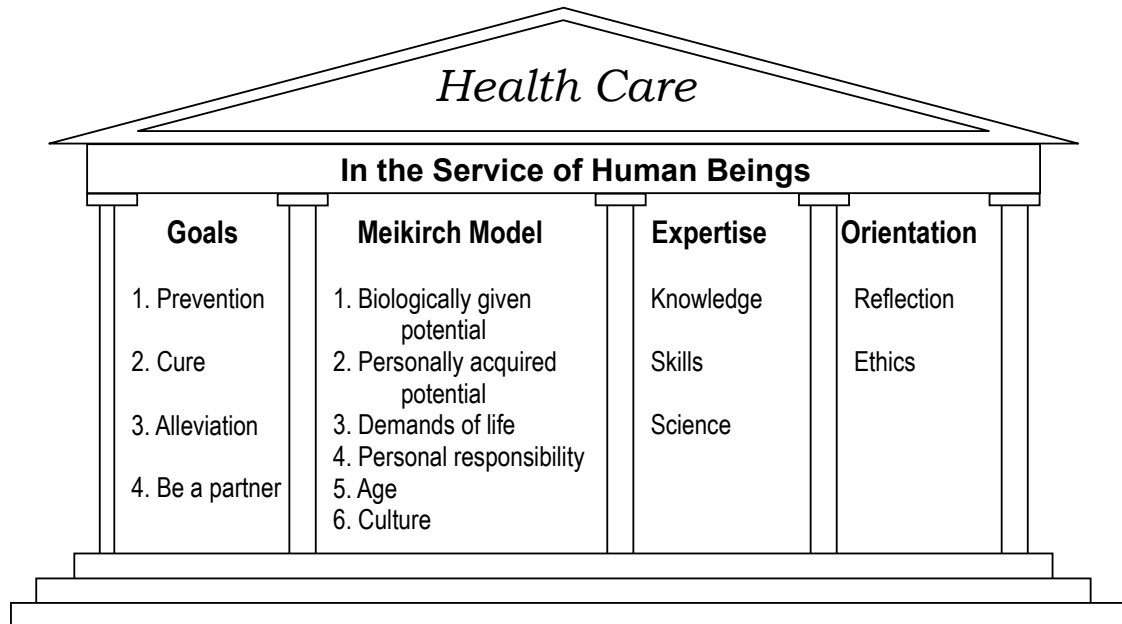 Health Care
In the Service of Human Beings
Goals
1. Prevention
2. Cure
3. Alleviation
4. Be a partner
Meikirch Model
1. Biologically given
potential
2. Personally acquired
potential
3. Demands of life
4. Personal responsibility
5. Age
6. Culture
Expertise
Knowledge
Skills
Science
Orientation
Reflection
Ethics